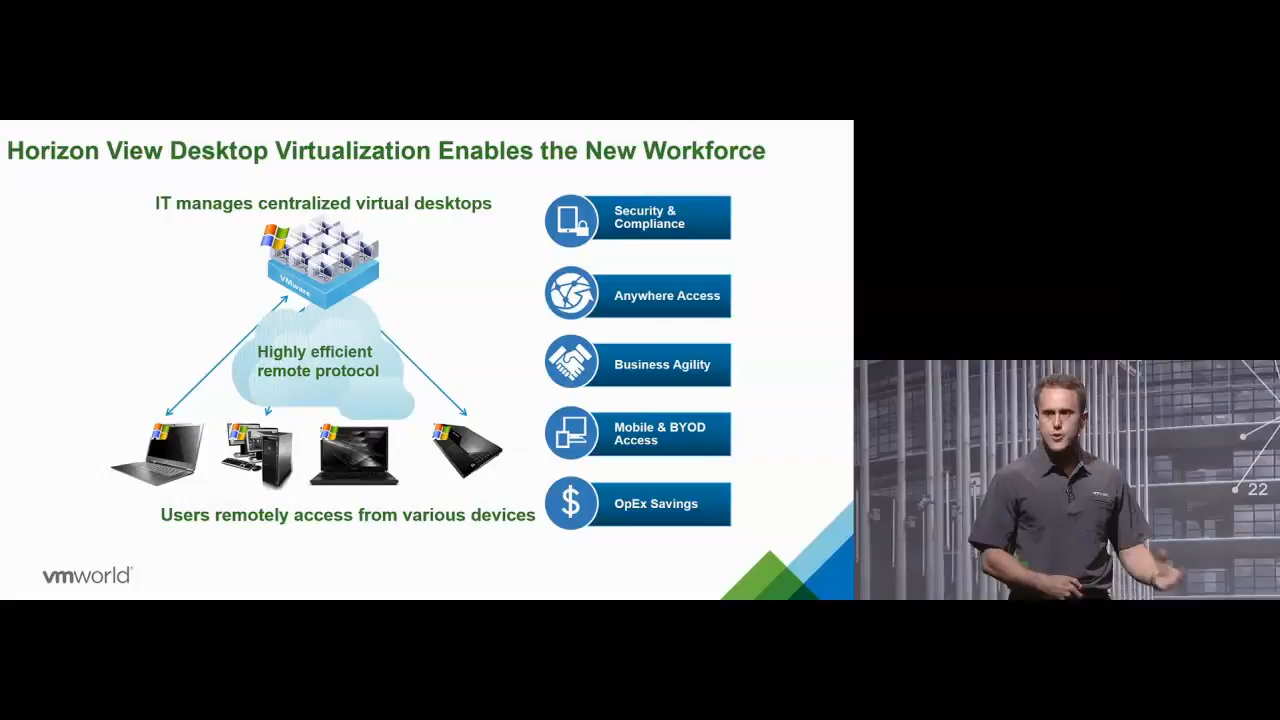 Horizon View Desktop Virtualization Enables the New Workforce
IT manages centralized virtual desktops
VMware
Highly efficient
remote protocol
Users remotely access from various devices
Security &
Compliance
Anywhere Access
Business Agility
Mobile & BYOD
Access
$
OpEx Savings
vmworld®
22